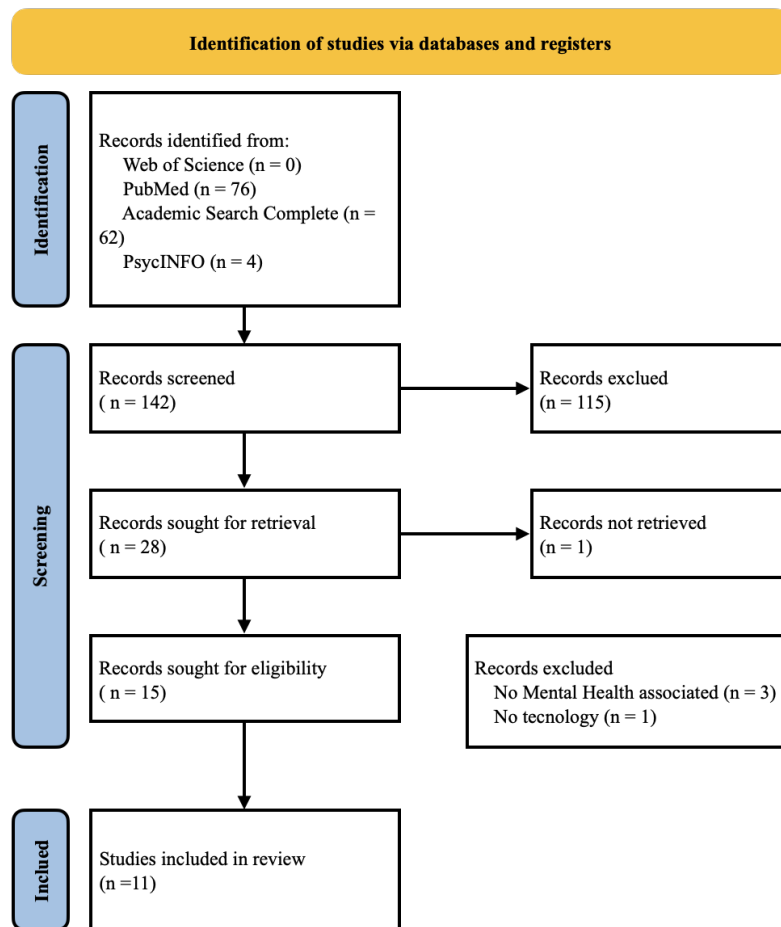 Identification of studies via databases and registers
Identification
Records identified from:
Web of Science (n = 0)
PubMed (n = 76)
Academic Search Complete (n =
62)
PsycINFO (n = 4)
Screening
Records screened
( n = 142)
Records exclued
(n = 115)
Records sought for retrieval
( n = 28)
Records not retrieved
(n = 1)
Records sought for eligibility
( n = 15)
Records excluded
No Mental Health associated (n = 3)
No tecnology (n = 1)
Inclued
Studies included in review
(n =11)